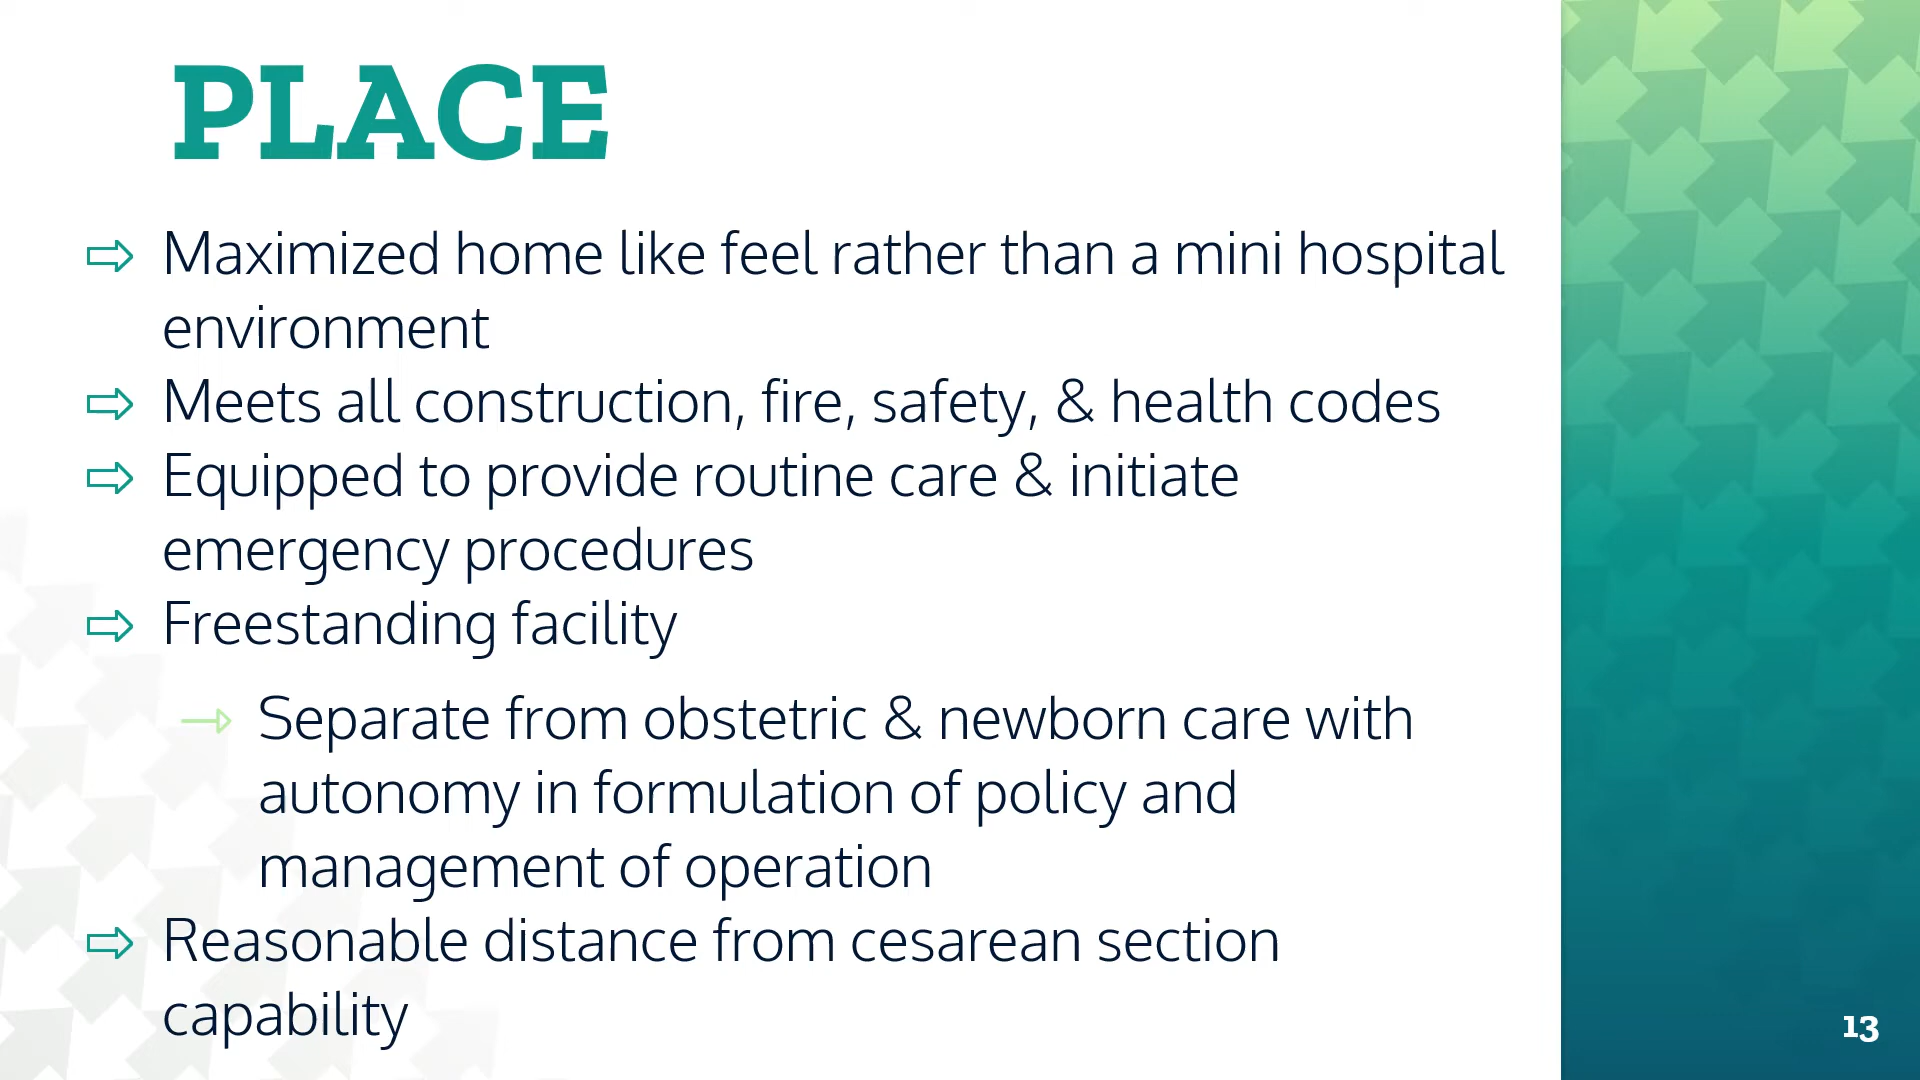 PLACE
Maximized home like feel rather than a mini hospital
environment
Meets all construction, fire, safety, & health codes
Equipped to provide routine care & initiate
emergency procedures
Freestanding facility
Separate from obstetric & newborn care with
autonomy in formulation of policy and
management of operation
Reasonable distance from cesarean section
capability
13